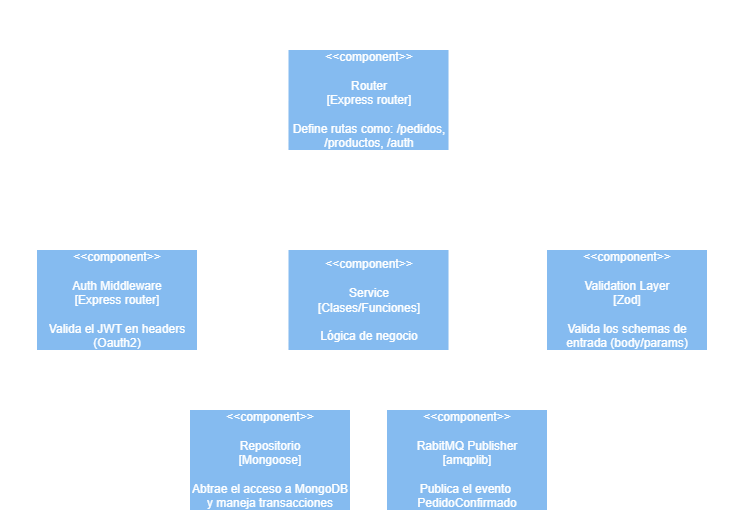 <<component>>
Router
[Express router]
Define rutas como: /pedidos,
/productos, /auth
<<component>>
Auth Middleware
[Express router]
Valida el JWT en headers
(Oauth2)
<<component>>
Service
[Clases/Funciones]
Lógica de negocio
<<component>>
Validation Layer
[Zod]
Valida los schemas de
entrada (body/params)
<<component>>
Repositorio
[Mongoose]
Abtrae el acceso a MongoDB
y maneja transacciones
<<component>>
RabitMQ Publisher
[amqplib]
Publica el evento
PedidoConfirmado